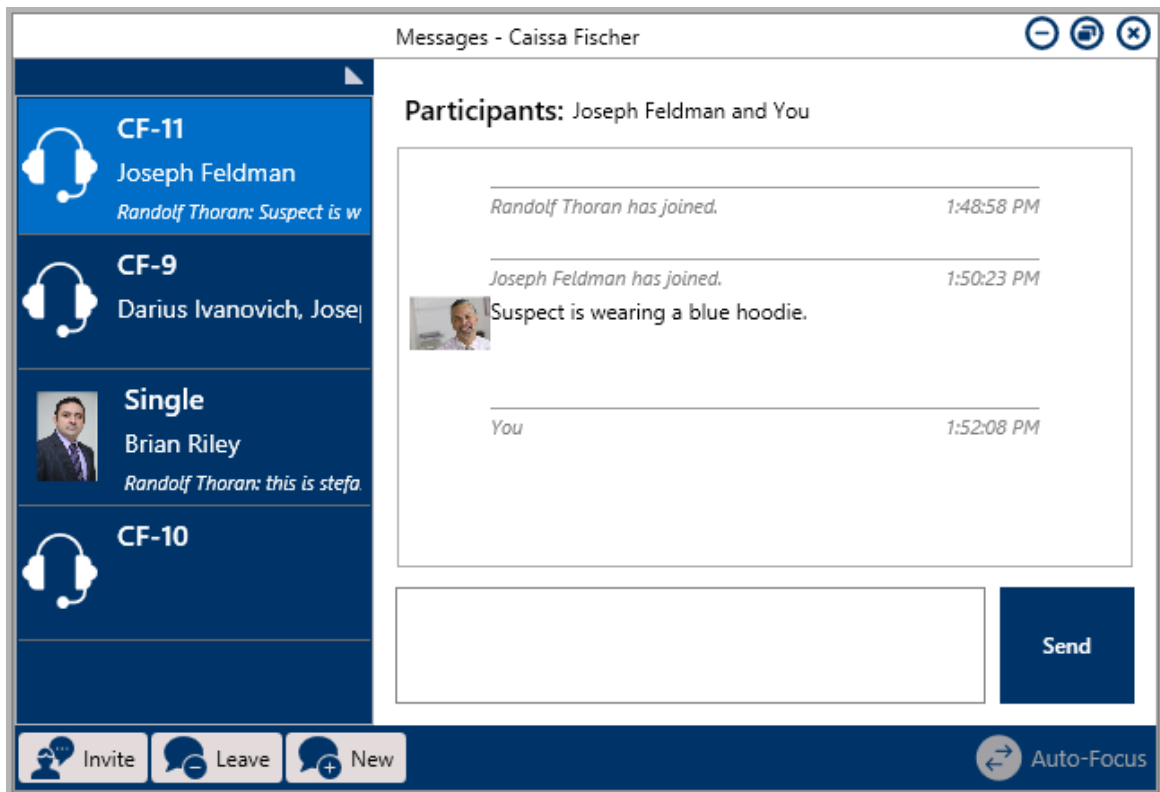 Messages - Caissa Fischer
CF-11
Joseph Feldman
Randolf Thoran: Suspect is w
CF-9
Darius Ivanovich, Jose
Single
Brian Riley
Randolf Thoran: this is stefa.
CF-10
Participants: Joseph Feldman and You
Randolf Thoran has joined. 1:48:58 PM
Joseph Feldman has joined. 1:50:23 PM
Suspect is wearing a blue hoodie.
You 1:52:08 PM
Send
Invite Leave New Auto-Focus